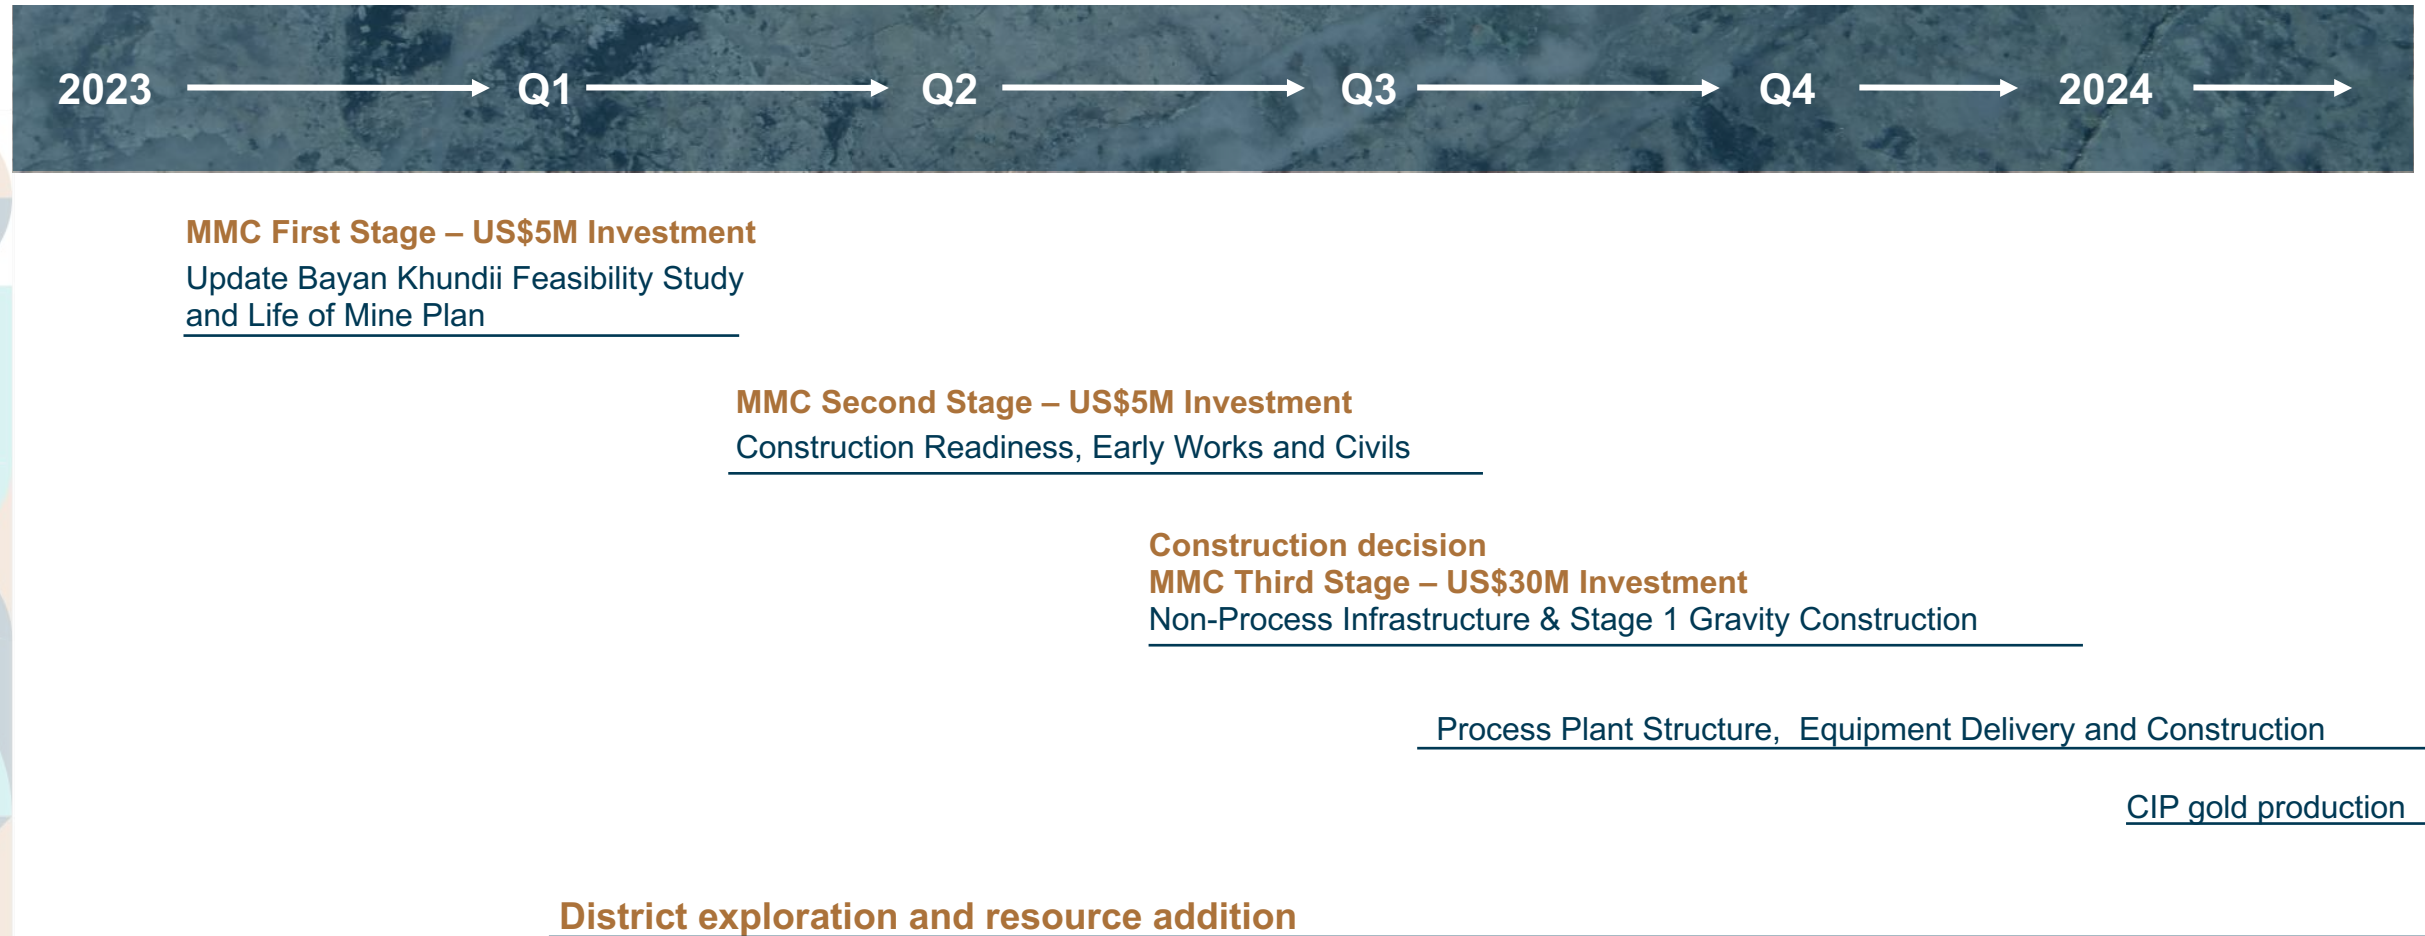 2023 Q1 Q2 Q3 Q4 2024
MMC First Stage – US$5M Investment
Update Bayan Khundii Feasibility Study
and Life of Mine Plan
MMC Second Stage – US$5M Investment
Construction Readiness, Early Works and Civils
Construction decision
MMC Third Stage – US$30M Investment
Non-Process Infrastructure & Stage 1 Gravity Construction
Process Plant Structure, Equipment Delivery and Construction
CIP gold production
District exploration and resource addition